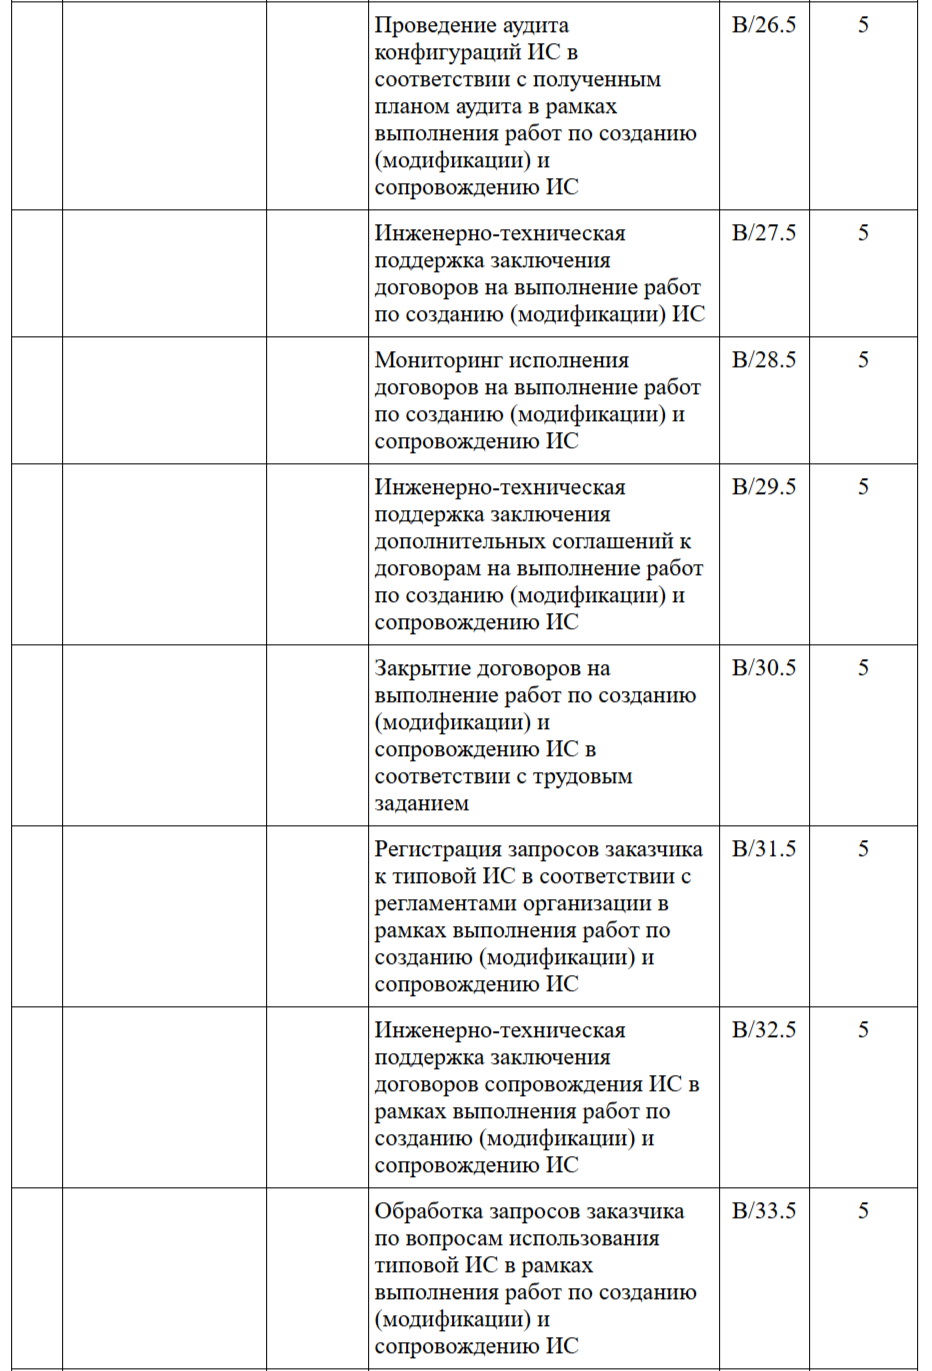 Проведение аудита B/26.5 5
конфигураций ИС в
соответствии с полученным
планом аудита в рамках
выполнения работ по созданию
(модификации) и
сопровождению ИС
Инженерно-техническая B/27.5 5
поддержка заключения
договоров на выполнение работ
по созданию (модификации) ИС
Мониторинг исполнения B/28.5 5
договоров на выполнение работ
по созданию (модификации) и
сопровождению ИС
Инженерно-техническая B/29.5 5
поддержка заключения
дополнительных соглашений к
договорам на выполнение работ
по созданию (модификации) и
сопровождению ИС
Закрытие договоров на B/30.5 5
выполнение работ по созданию
(модификации) и
сопровождению ИС в
соответствии с трудовым
заданием
Регистрация запросов заказчика B/31.5 5
к типовой ИС в соответствии с
регламентами организации в
рамках выполнения работ по
созданию (модификации) и
сопровождению ИС
Инженерно-техническая B/32.5 5
поддержка заключения
договоров сопровождения ИС в
рамках выполнения работ по
созданию (модификации) и
сопровождению ИС
Обработка запросов заказчика B/33.5 5
по вопросам использования
типовой ИС в рамках
выполнения работ по созданию
(модификации) и
сопровождению ИС